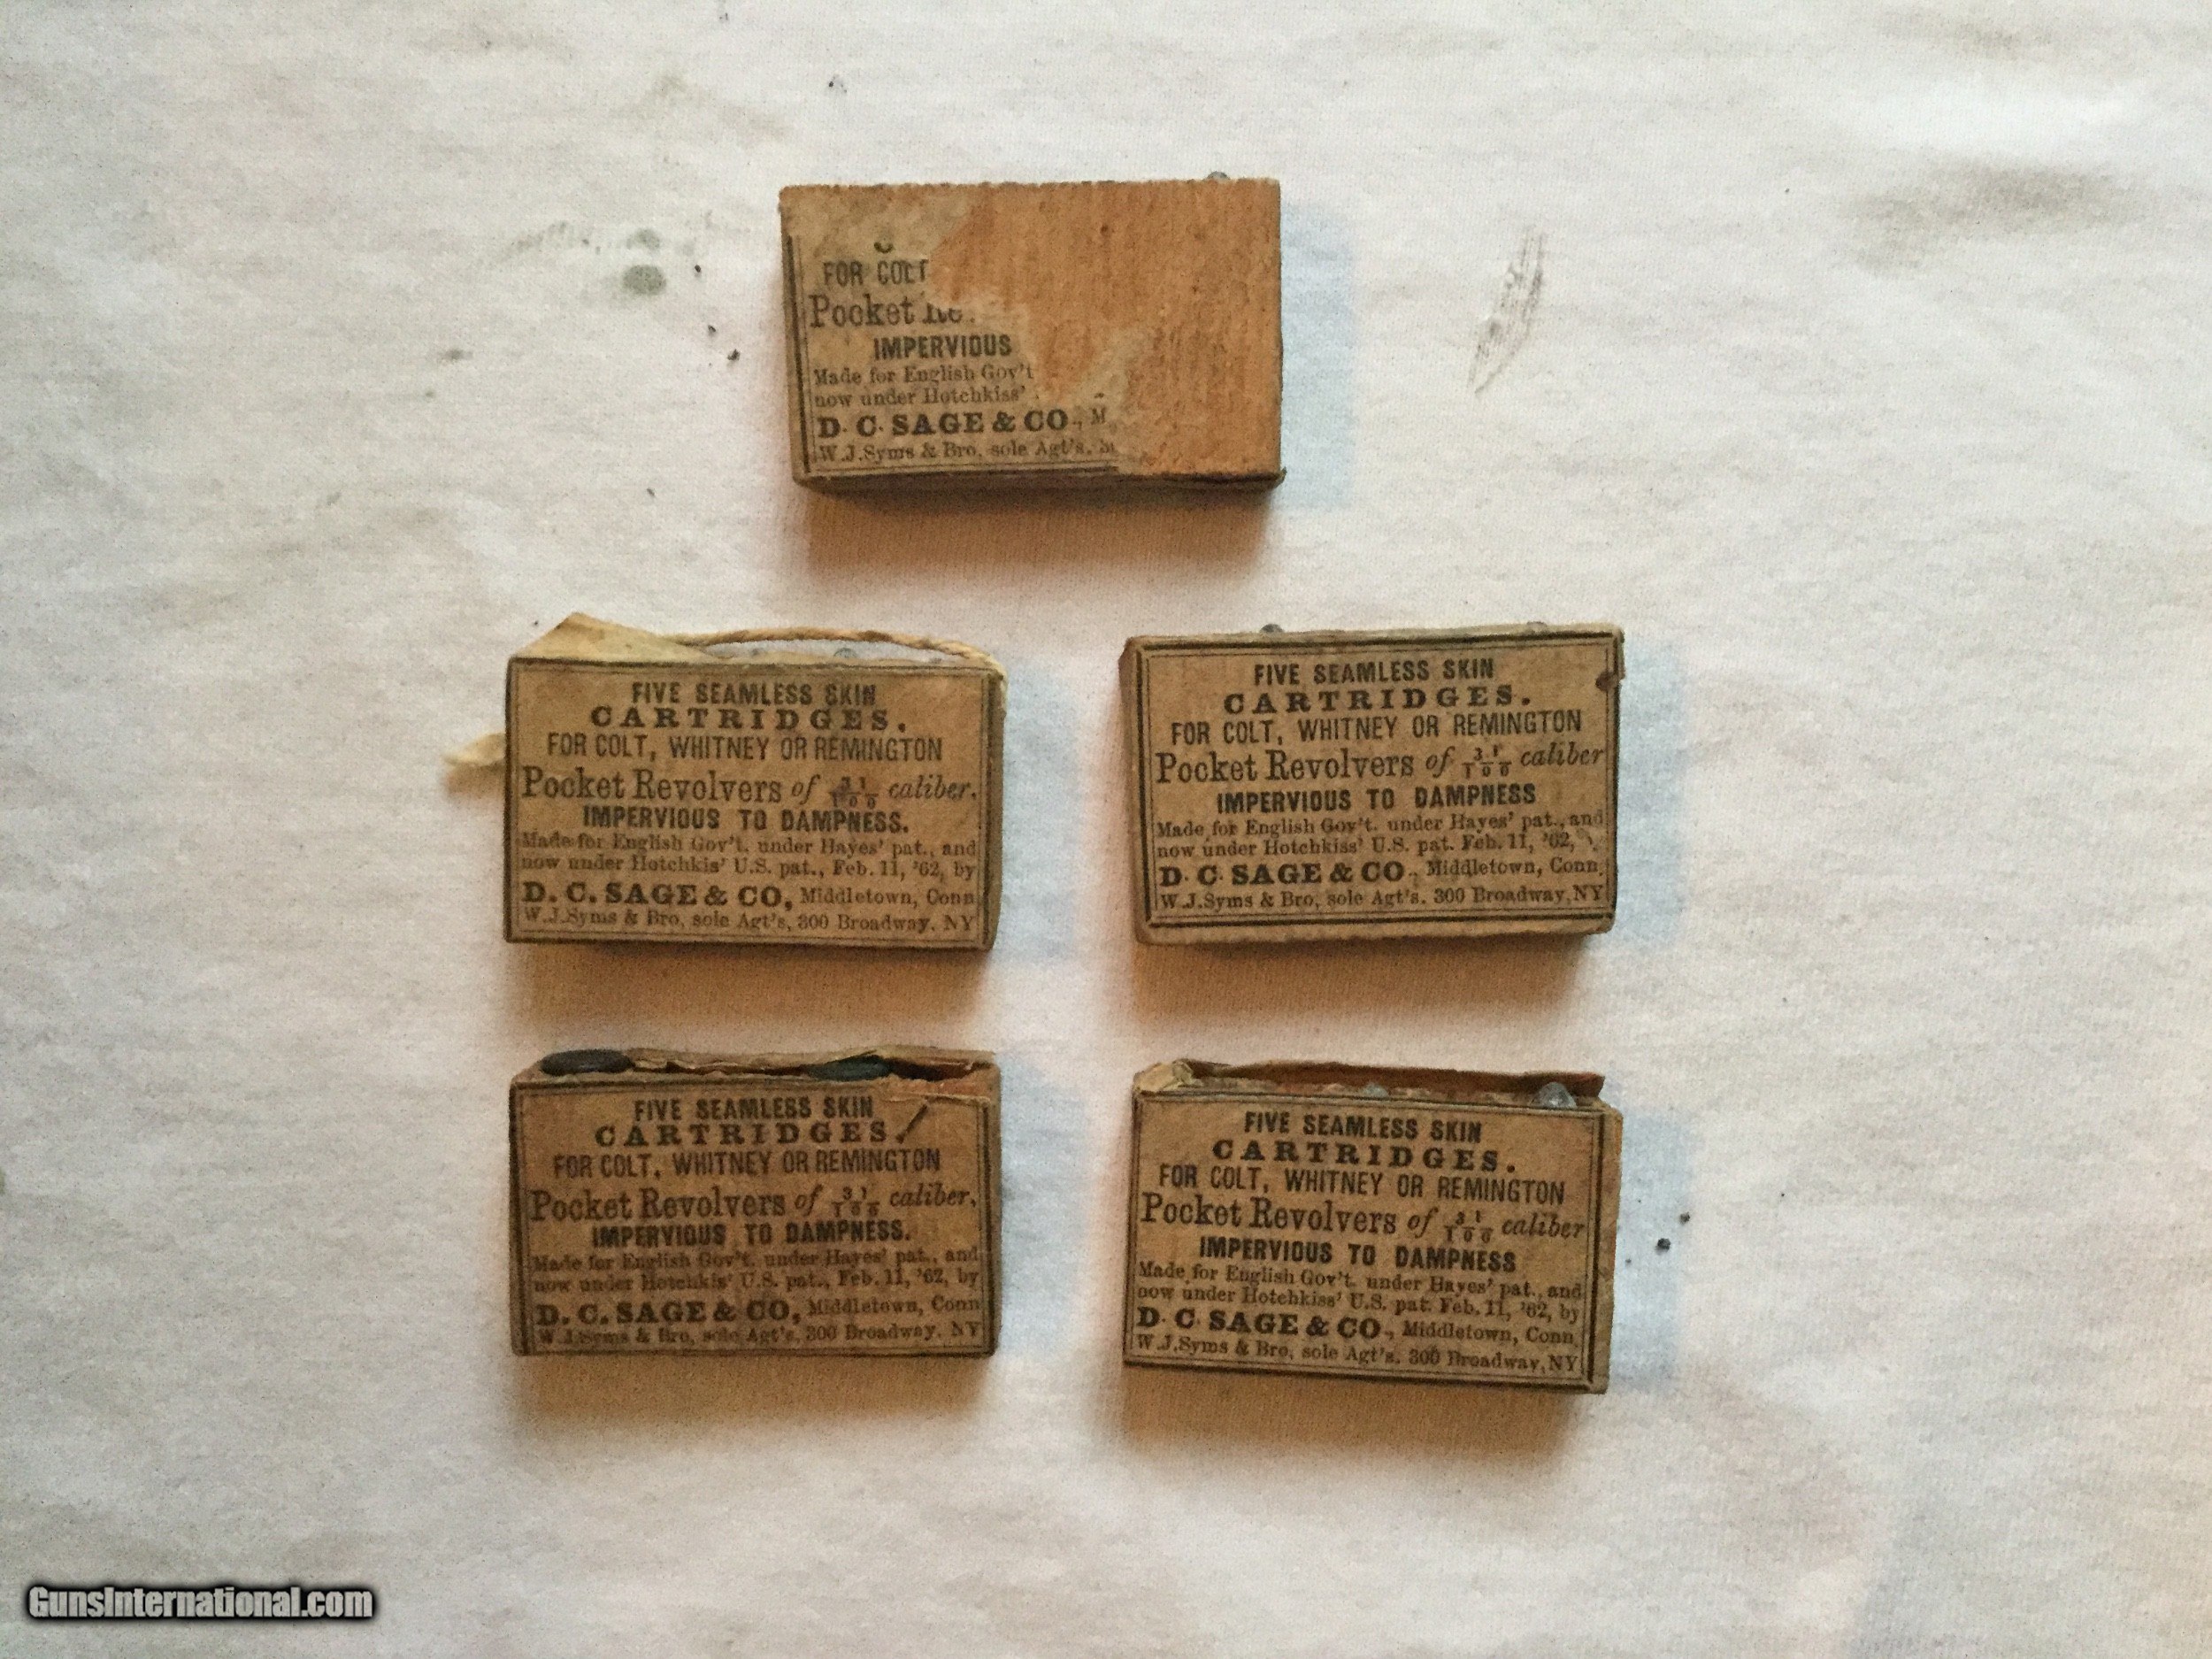 FOR COLT
Pocket Re
IMPERVIOUS
Made for English Gov't
now under Hotchkiss'
D. C. SAGE & CO., M
W.J.Syms & Bro, sole Agt's.
FIVE SEAMLESS SKIN
CARTRIDGES.
FOR COLT, WHITNEY OR REMINGTON
Pocket Revolvers of 31/100 caliber.
IMPERVIOUS TO DAMPNESS.
Made for English Gov't. under Hayes' pat., and
now under Hotchkis' U.S. pat., Feb. 11, '62, by
D. C. SAGE & CO, Middletown, Conn
W.J.Syms & Bro, sole Agt's, 300 Broadway. NY
FIVE SEAMLESS SKIN
CARTRIDGES.
FOR COLT, WHITNEY OR REMINGTON
Pocket Revolvers of 31/100 caliber
IMPERVIOUS TO DAMPNESS
Made for English Gov't. under Hayes' pat., and
now under Hotchkiss' U.S. pat. Feb. 11, '62,
D. C. SAGE & CO., Middletown, Conn.
W.J.Syms & Bro, sole Agt's. 300 Broadway, NY
FIVE SEAMLESS SKIN
CARTRIDGES.
FOR COLT, WHITNEY OR REMINGTON
Pocket Revolvers of 31/100 caliber.
IMPERVIOUS TO DAMPNESS.
Made for English Gov't. under Hayes' pat., and
now under Hotchkis' U.S. pat., Feb. 11, '62, by
D. C. SAGE & CO, Middletown, Conn
W.J.Syms & Bro, sole Agt's, 300 Broadway. NY
FIVE SEAMLESS SKIN
CARTRIDGES.
FOR COLT, WHITNEY OR REMINGTON
Pocket Revolvers of 31/100 caliber
IMPERVIOUS TO DAMPNESS
Made for English Gov't. under Hayes' pat., and
now under Hotchkiss' U.S. pat. Feb. 11, '62, by
D. C. SAGE & CO., Middletown, Conn
W.J.Syms & Bro, sole Agt's. 300 Broadway, NY
GunsInternational.com